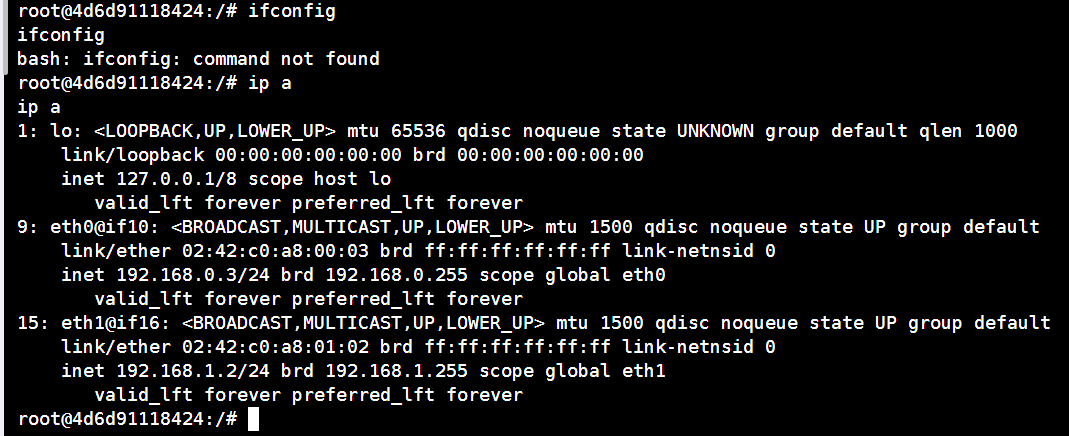 root@4d6d91118424:/# ifconfig
ifconfig
bash: ifconfig: command not found
root@4d6d91118424:/# ip a
ip a
1: lo: <LOOPBACK,UP,LOWER_UP> mtu 65536 qdisc noqueue state UNKNOWN group default qlen 1000
    link/loopback 00:00:00:00:00:00 brd 00:00:00:00:00:00
    inet 127.0.0.1/8 scope host lo
       valid_lft forever preferred_lft forever
9: eth0@if10: <BROADCAST,MULTICAST,UP,LOWER_UP> mtu 1500 qdisc noqueue state UP group default
    link/ether 02:42:c0:a8:00:03 brd ff:ff:ff:ff:ff:ff link-netnsid 0
    inet 192.168.0.3/24 brd 192.168.0.255 scope global eth0
       valid_lft forever preferred_lft forever
15: eth1@if16: <BROADCAST,MULTICAST,UP,LOWER_UP> mtu 1500 qdisc noqueue state UP group default
    link/ether 02:42:c0:a8:01:02 brd ff:ff:ff:ff:ff:ff link-netnsid 0
    inet 192.168.1.2/24 brd 192.168.1.255 scope global eth1
       valid_lft forever preferred_lft forever
root@4d6d91118424:/#